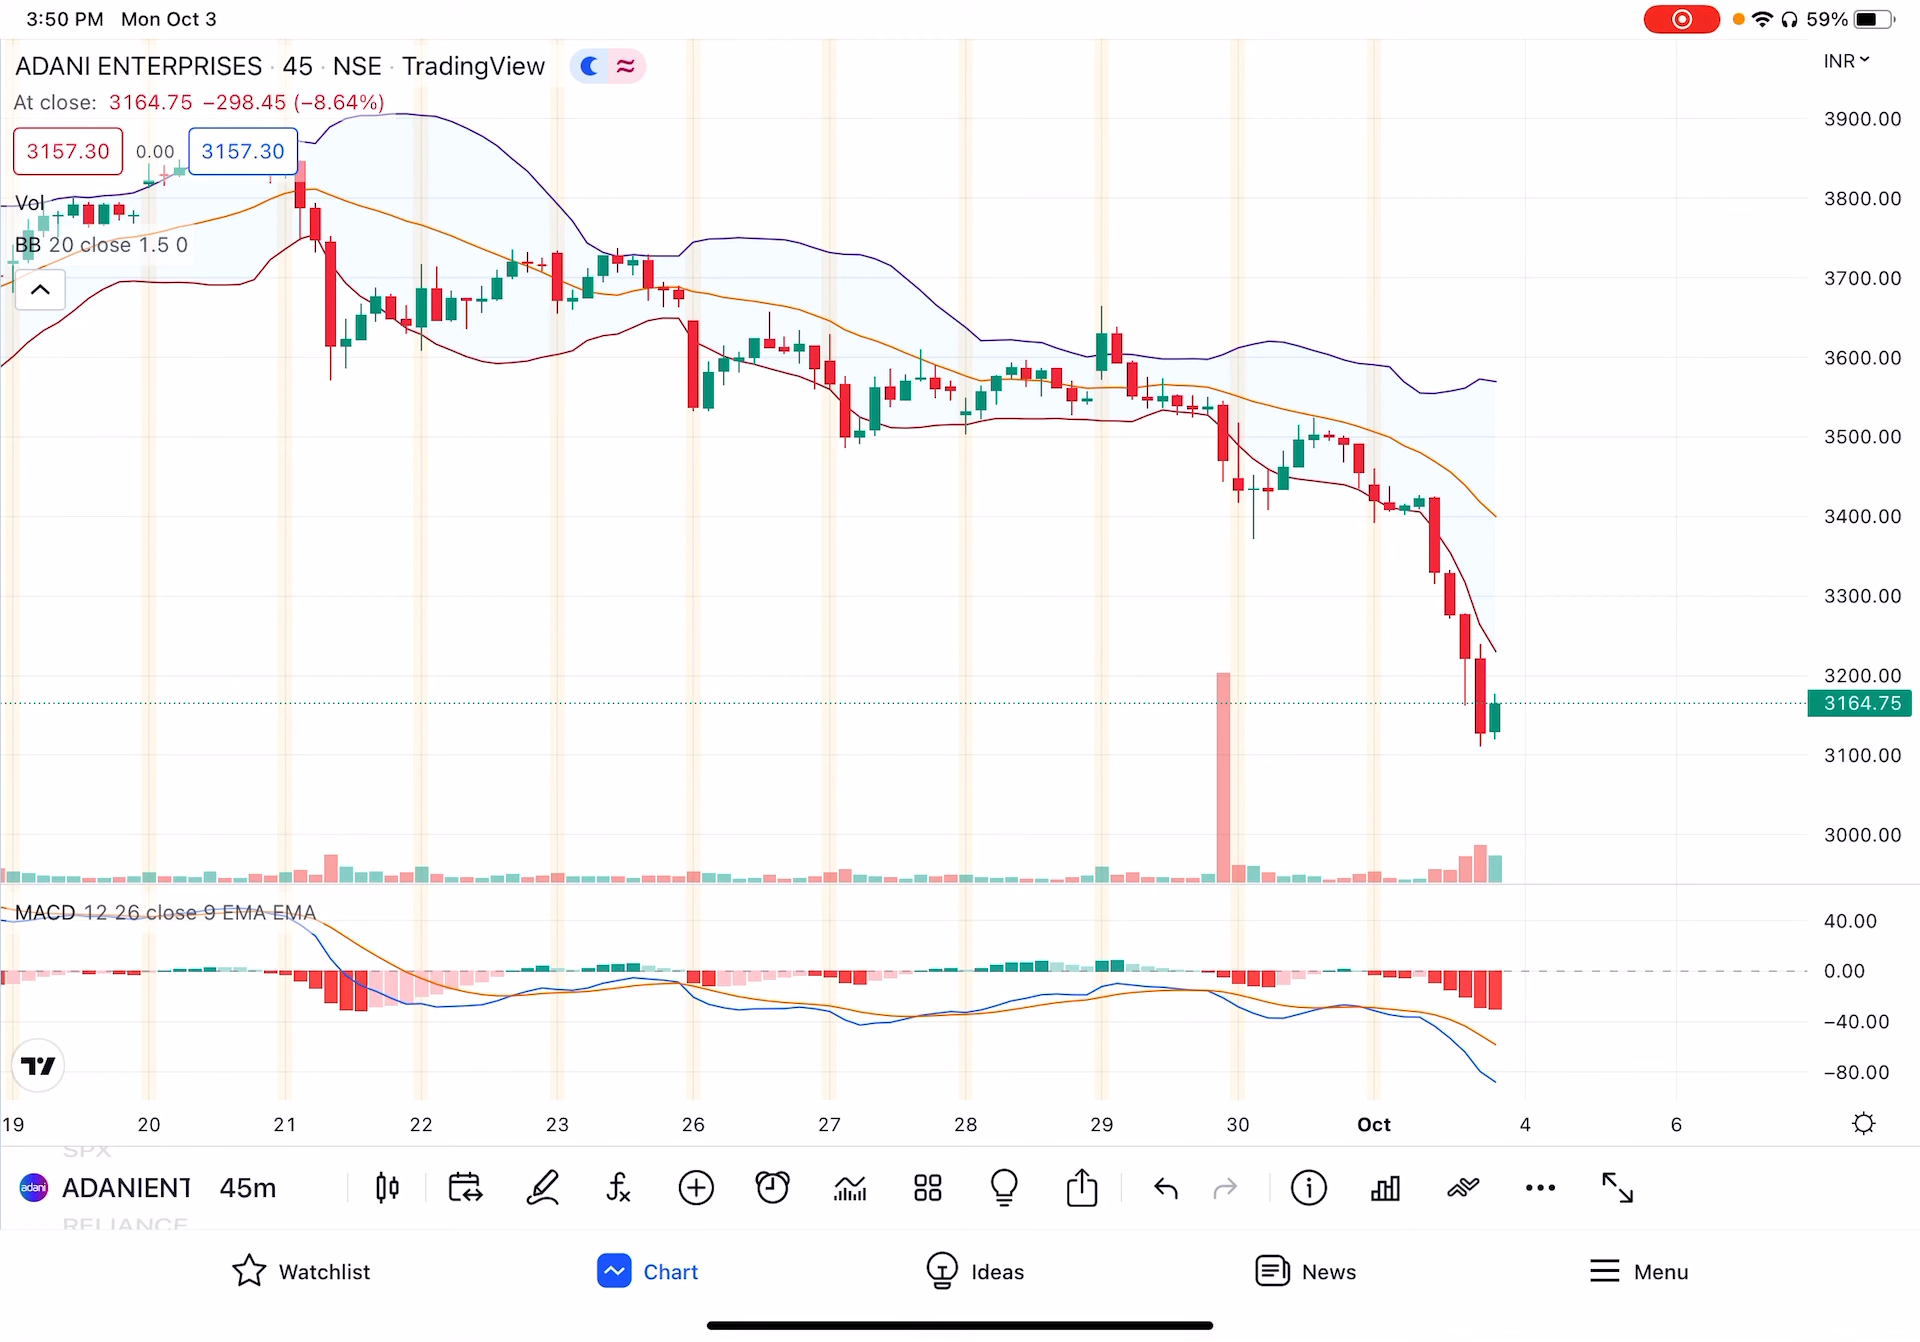 3:50 PM Mon Oct 3
59%
ADANI ENTERPRISES · 45 · NSE · TradingView
INR
At close: 3164.75 −298.45 (−8.64%)
3157.30 0.00 3157.30
Vol
BB 20 close 1.5 0
3900.00
3800.00
3700.00
3600.00
3500.00
3400.00
3300.00
3200.00
3164.75
3100.00
3000.00
MACD 12 26 close 9 EMA EMA
40.00
0.00
−40.00
−80.00
19 20 21 22 23 26 27 28 29 30 Oct 4 6
SPX
adani ADANIENT 45m
RELIANCE
Watchlist Chart Ideas News Menu